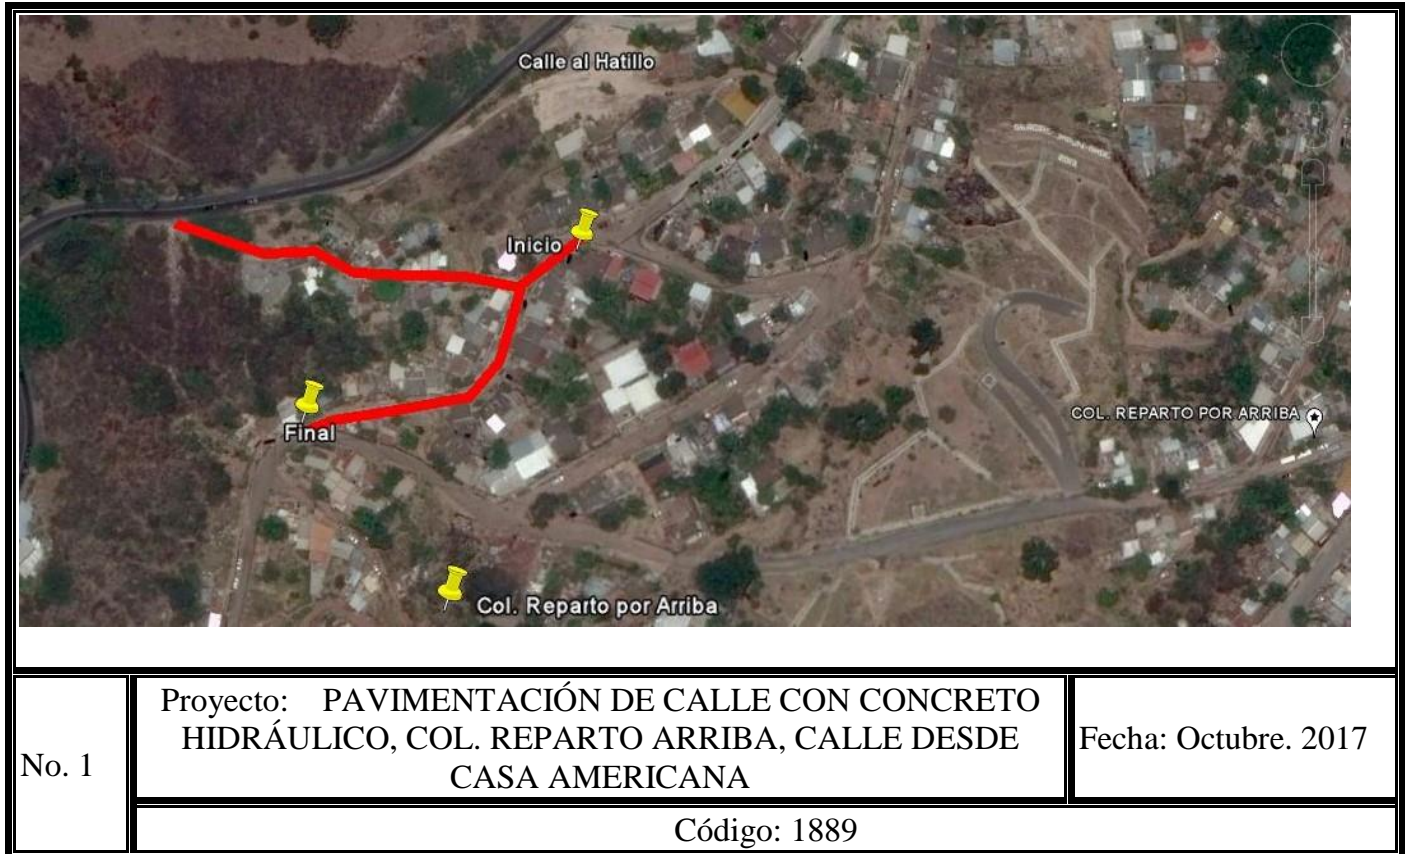 Calle al Hatillo
Inicio
COL. REPARTO POR ARRIBA
Final
Col. Reparto por Arriba
No. 1
Proyecto: PAVIMENTACIÓN DE CALLE CON CONCRETO
HIDRÁULICO, COL. REPARTO ARRIBA, CALLE DESDE
CASA AMERICANA
Fecha: Octubre. 2017
Código: 1889